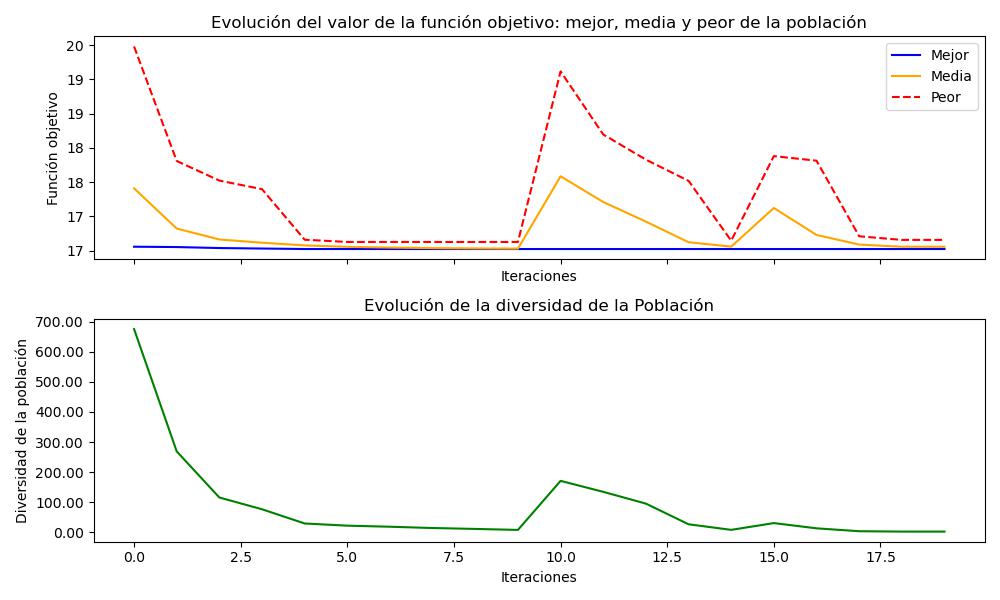 Evolución del valor de la función objetivo: mejor, media y peor de la población
20
19
19
18
18
17
17
Función objetivo
Mejor
Media
Peor
Iteraciones
Evolución de la diversidad de la Población
700.00
600.00
500.00
400.00
300.00
200.00
100.00
0.00
Diversidad de la población
0.0 2.5 5.0 7.5 10.0 12.5 15.0 17.5
Iteraciones